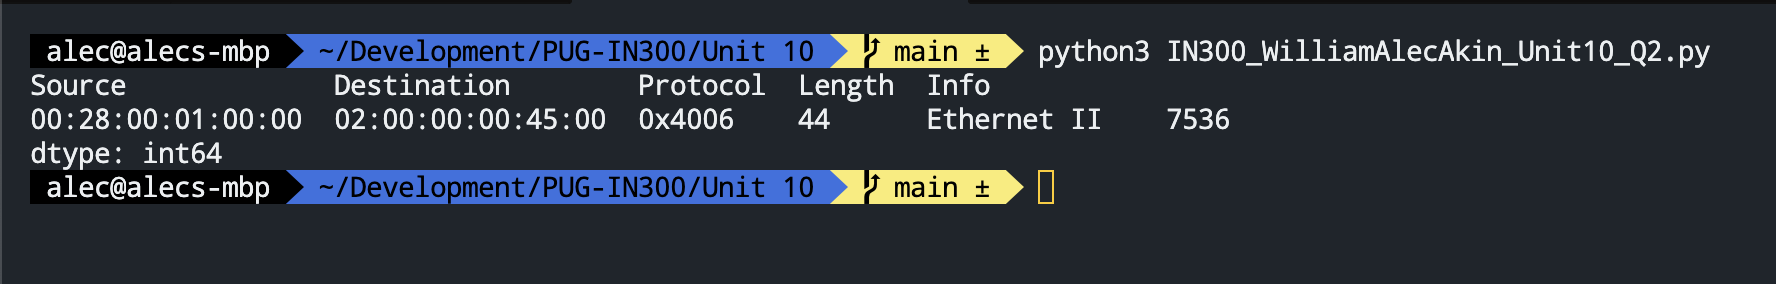 alec@alecs-mbp ~/Development/PUG-IN300/Unit 10 main ± python3 IN300_WilliamAlecAkin_Unit10_Q2.py
Source Destination Protocol Length Info
00:28:00:01:00:00 02:00:00:00:45:00 0x4006 44 Ethernet II 7536
dtype: int64
alec@alecs-mbp ~/Development/PUG-IN300/Unit 10 main ±